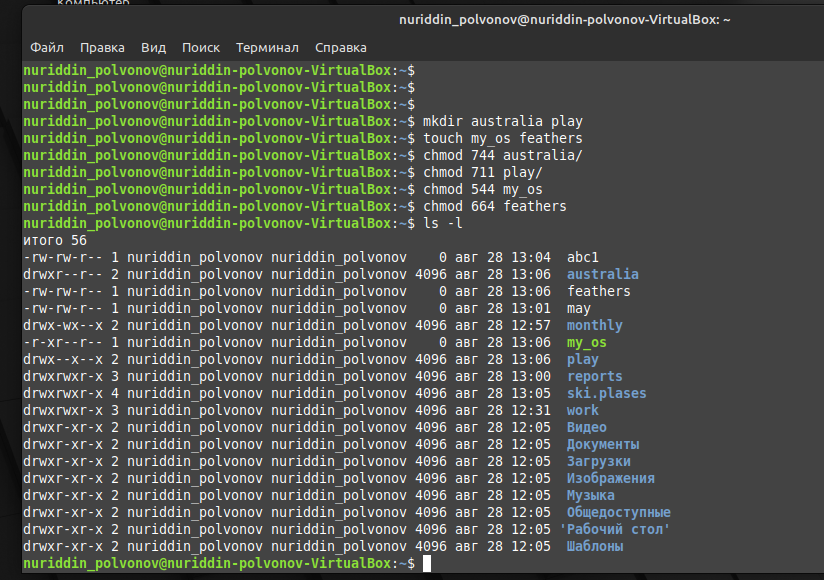 Компьютер
nuriddin_polvonov@nuriddin-polvonov-VirtualBox: ~
Файл Правка Вид Поиск Терминал Справка
nuriddin_polvonov@nuriddin-polvonov-VirtualBox:~$
nuriddin_polvonov@nuriddin-polvonov-VirtualBox:~$
nuriddin_polvonov@nuriddin-polvonov-VirtualBox:~$
nuriddin_polvonov@nuriddin-polvonov-VirtualBox:~$ mkdir australia play
nuriddin_polvonov@nuriddin-polvonov-VirtualBox:~$ touch my_os feathers
nuriddin_polvonov@nuriddin-polvonov-VirtualBox:~$ chmod 744 australia/
nuriddin_polvonov@nuriddin-polvonov-VirtualBox:~$ chmod 711 play/
nuriddin_polvonov@nuriddin-polvonov-VirtualBox:~$ chmod 544 my_os
nuriddin_polvonov@nuriddin-polvonov-VirtualBox:~$ chmod 664 feathers
nuriddin_polvonov@nuriddin-polvonov-VirtualBox:~$ ls -l
итого 56
-rw-rw-r-- 1 nuriddin_polvonov nuriddin_polvonov 0 авг 28 13:04 abc1
drwxr--r-- 2 nuriddin_polvonov nuriddin_polvonov 4096 авг 28 13:06 australia
-rw-rw-r-- 1 nuriddin_polvonov nuriddin_polvonov 0 авг 28 13:06 feathers
-rw-rw-r-- 1 nuriddin_polvonov nuriddin_polvonov 0 авг 28 13:01 may
drwx-wx--x 2 nuriddin_polvonov nuriddin_polvonov 4096 авг 28 12:57 monthly
-r-xr--r-- 1 nuriddin_polvonov nuriddin_polvonov 0 авг 28 13:06 my_os
drwx--x--x 2 nuriddin_polvonov nuriddin_polvonov 4096 авг 28 13:06 play
drwxrwxr-x 3 nuriddin_polvonov nuriddin_polvonov 4096 авг 28 13:00 reports
drwxrwxr-x 4 nuriddin_polvonov nuriddin_polvonov 4096 авг 28 13:05 ski.plases
drwxrwxr-x 3 nuriddin_polvonov nuriddin_polvonov 4096 авг 28 12:31 work
drwxr-xr-x 2 nuriddin_polvonov nuriddin_polvonov 4096 авг 28 12:05 Видео
drwxr-xr-x 2 nuriddin_polvonov nuriddin_polvonov 4096 авг 28 12:05 Документы
drwxr-xr-x 2 nuriddin_polvonov nuriddin_polvonov 4096 авг 28 12:05 Загрузки
drwxr-xr-x 2 nuriddin_polvonov nuriddin_polvonov 4096 авг 28 12:05 Изображения
drwxr-xr-x 2 nuriddin_polvonov nuriddin_polvonov 4096 авг 28 12:05 Музыка
drwxr-xr-x 2 nuriddin_polvonov nuriddin_polvonov 4096 авг 28 12:05 Общедоступные
drwxr-xr-x 2 nuriddin_polvonov nuriddin_polvonov 4096 авг 28 12:05 'Рабочий стол'
drwxr-xr-x 2 nuriddin_polvonov nuriddin_polvonov 4096 авг 28 12:05 Шаблоны
nuriddin_polvonov@nuriddin-polvonov-VirtualBox:~$